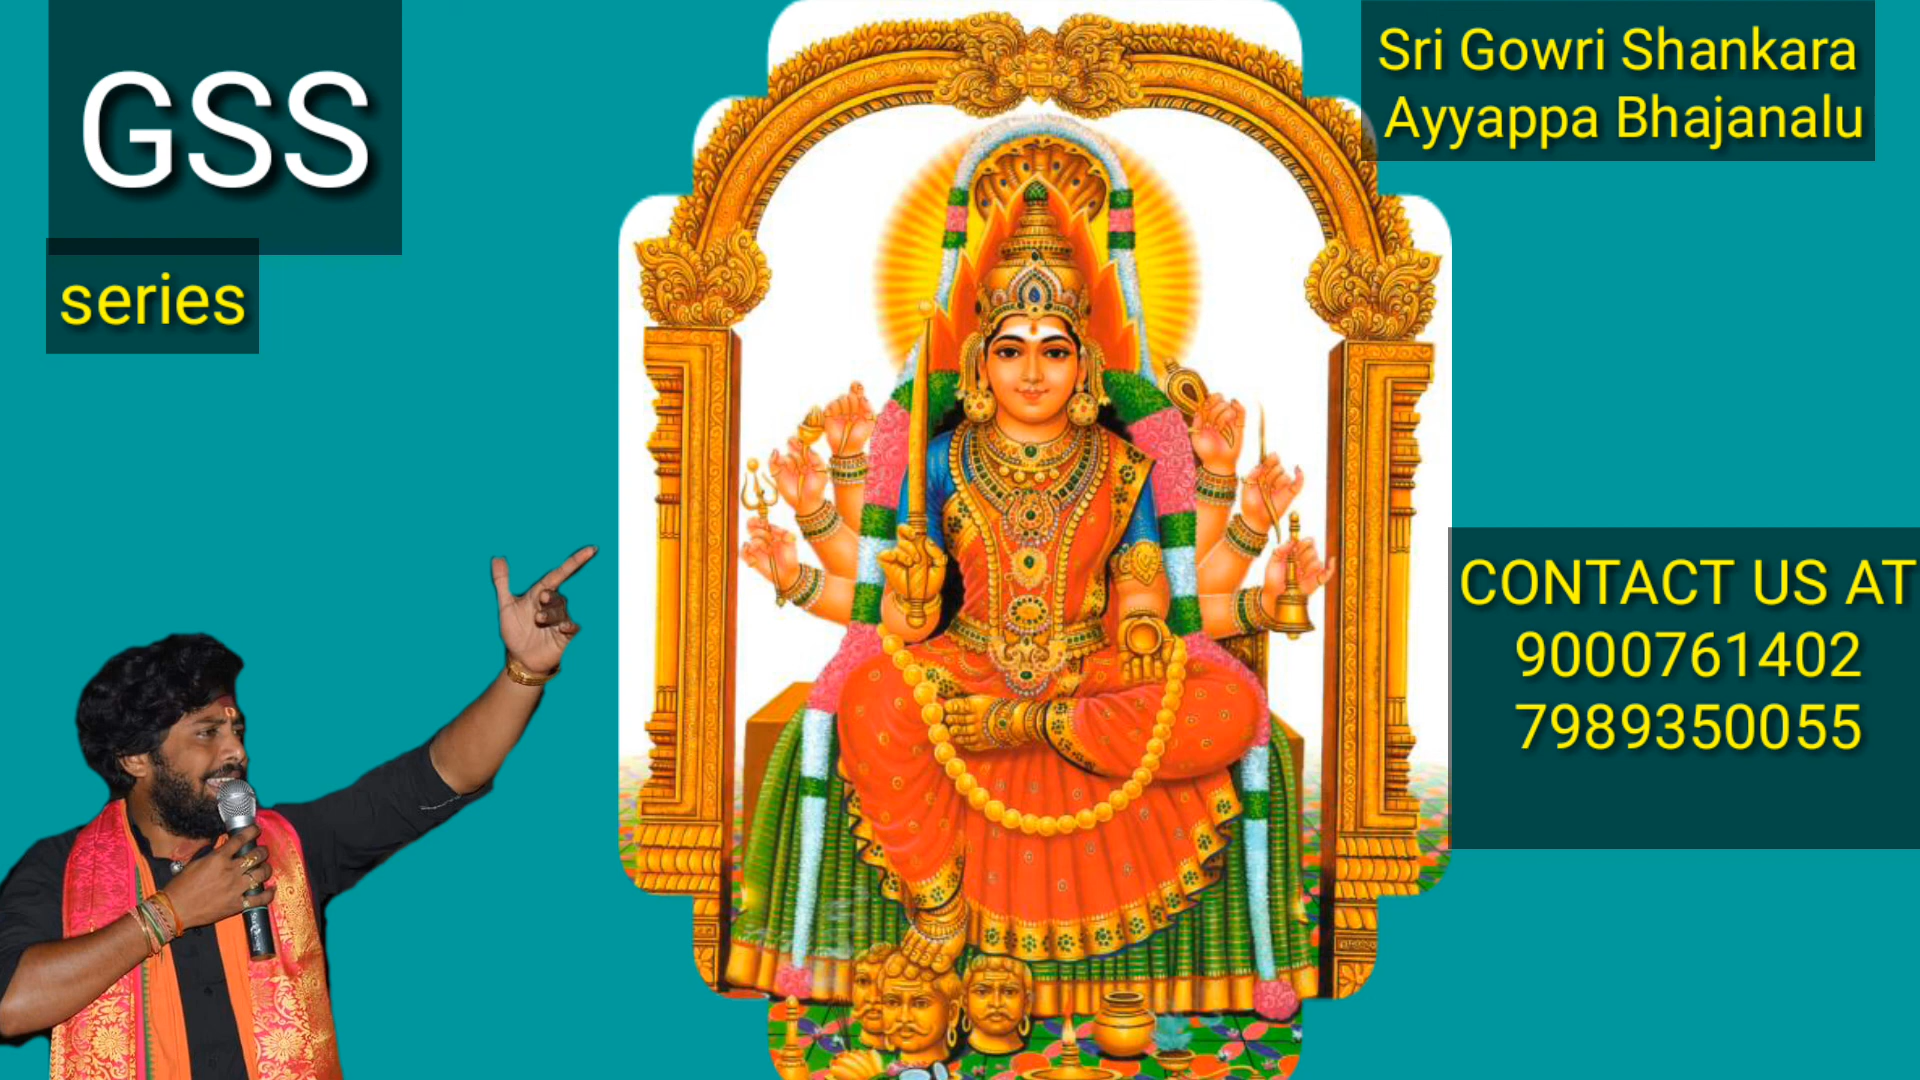 GSS
series
Sri Gowri Shankara
Ayyappa Bhajanalu
CONTACT US AT
9000761402
7989350055